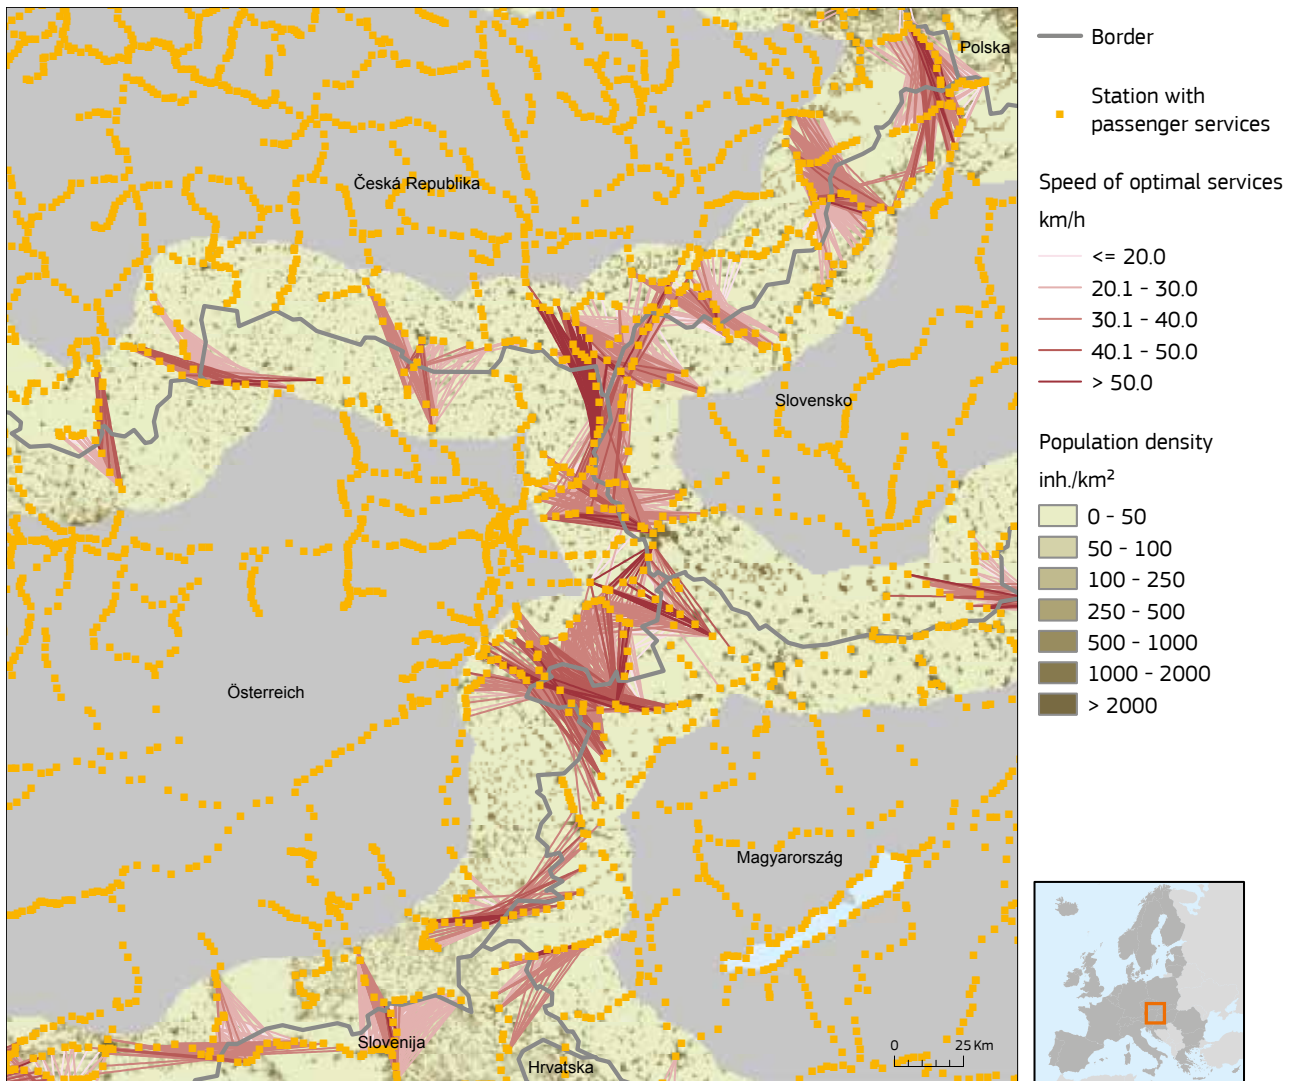 Polska
Česká Republika
Slovensko
Österreich
Magyarország
Slovenija
Hrvatska
0 25 Km
Border
Station with
passenger services
Speed of optimal services
km/h
<= 20.0
20.1 - 30.0
30.1 - 40.0
40.1 - 50.0
> 50.0
Population density
inh./km²
0 - 50
50 - 100
100 - 250
250 - 500
500 - 1000
1000 - 2000
> 2000